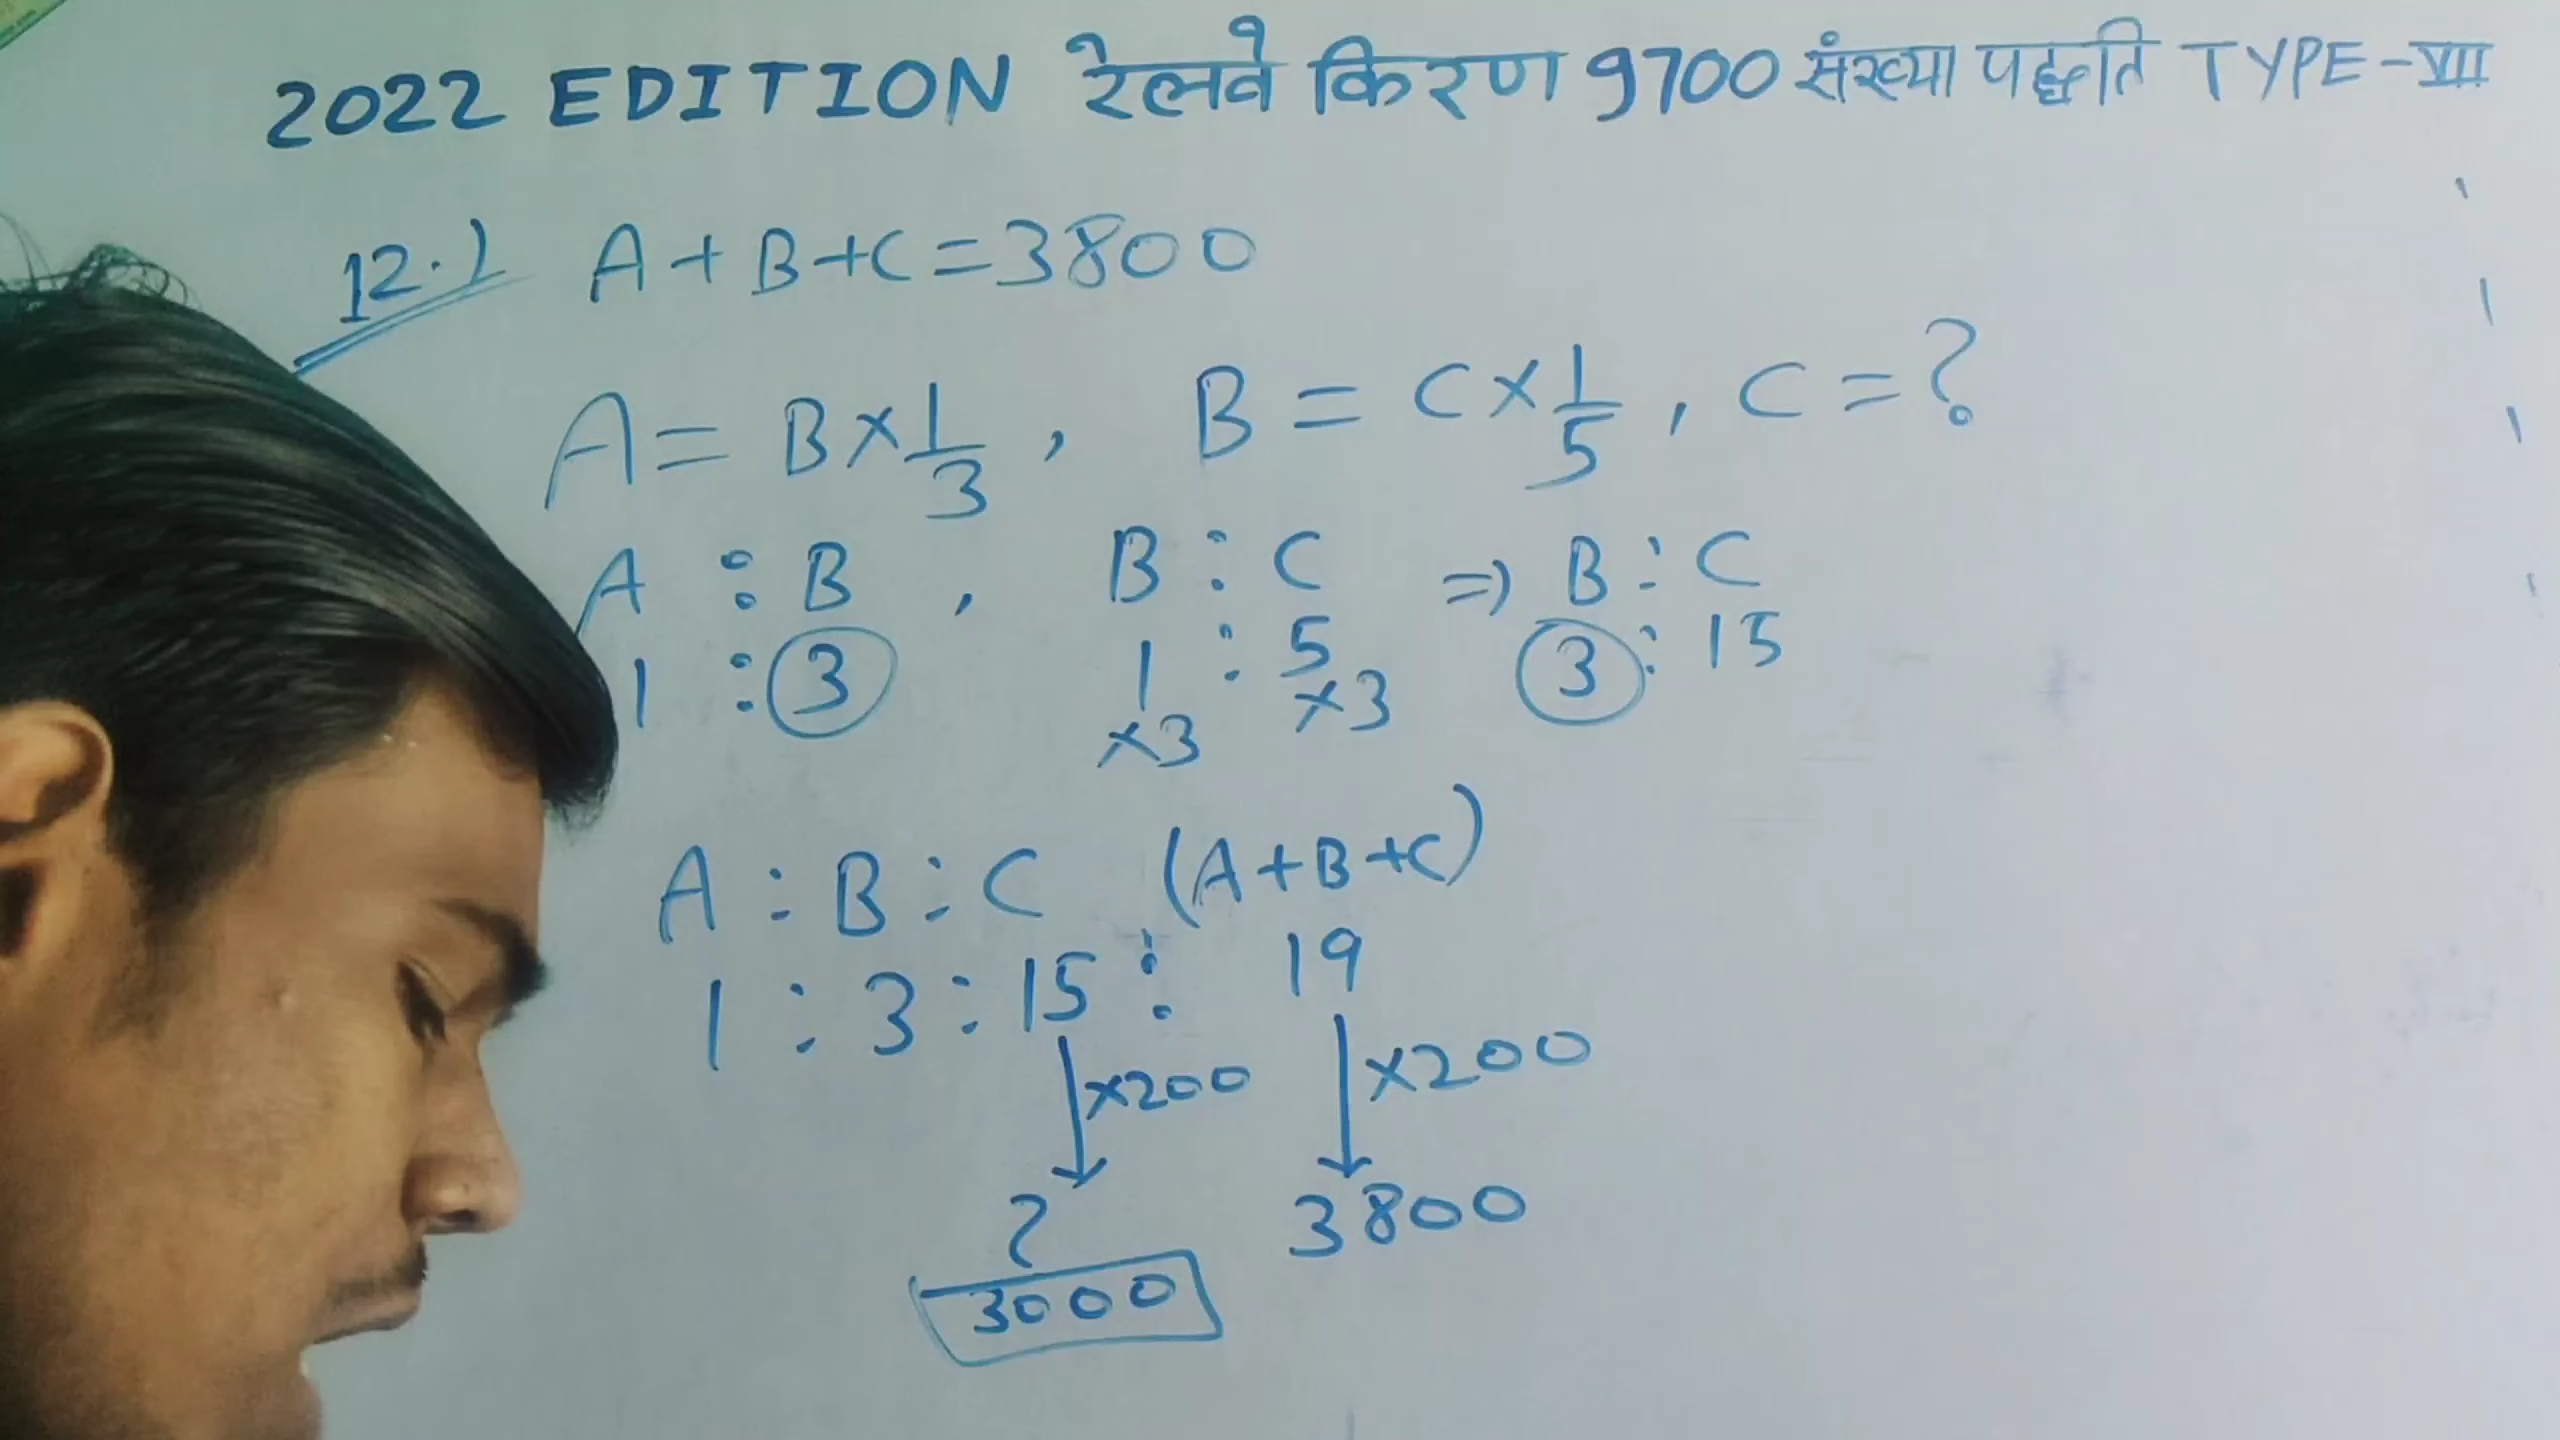 2022 EDITION रेलवे किरण 9700 संख्या पद्धति TYPE-VII
12.) A+B+C=3800
A= B×1/3, B = C×1/5, C=?
A : B , B : C => B : C
1 : 3 1 : 5 3 : 15
×3 ×3
A : B : C (A+B+C)
1 : 3 : 15 : 19
×200 ×200
? 3800
3000